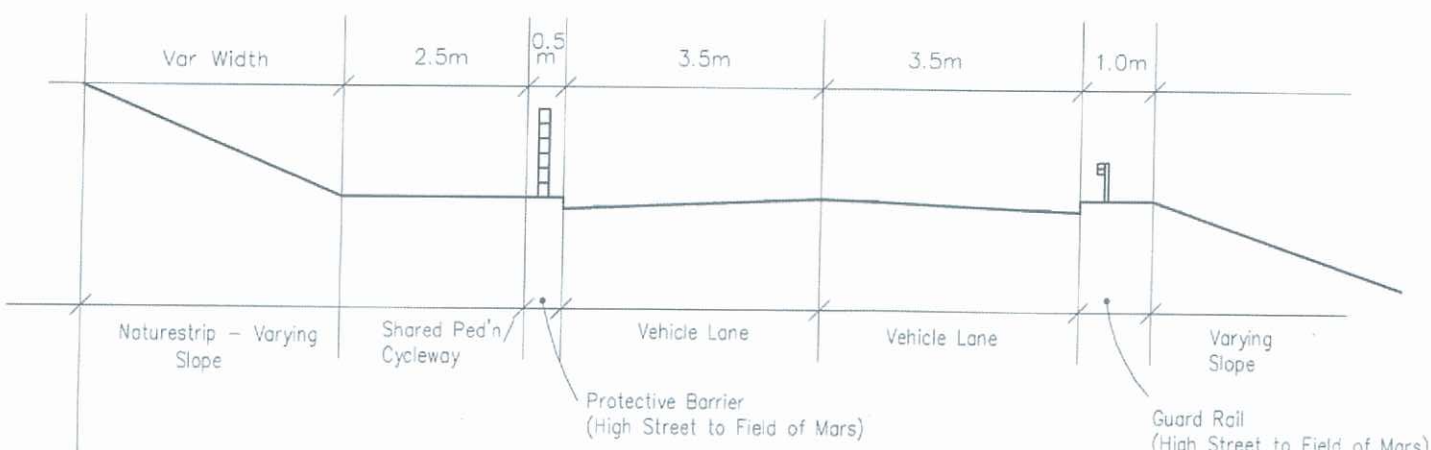 Var Width
2.5m
0.5
m
3.5m
3.5m
1.0m
Naturestrip - Varying
Slope
Shared Ped'n/
Cycleway
Vehicle Lane
Vehicle Lane
Varying
Slope
Protective Barrier
(High Street to Field of Mars)
Guard Rail
(High Street to Field of Mars)